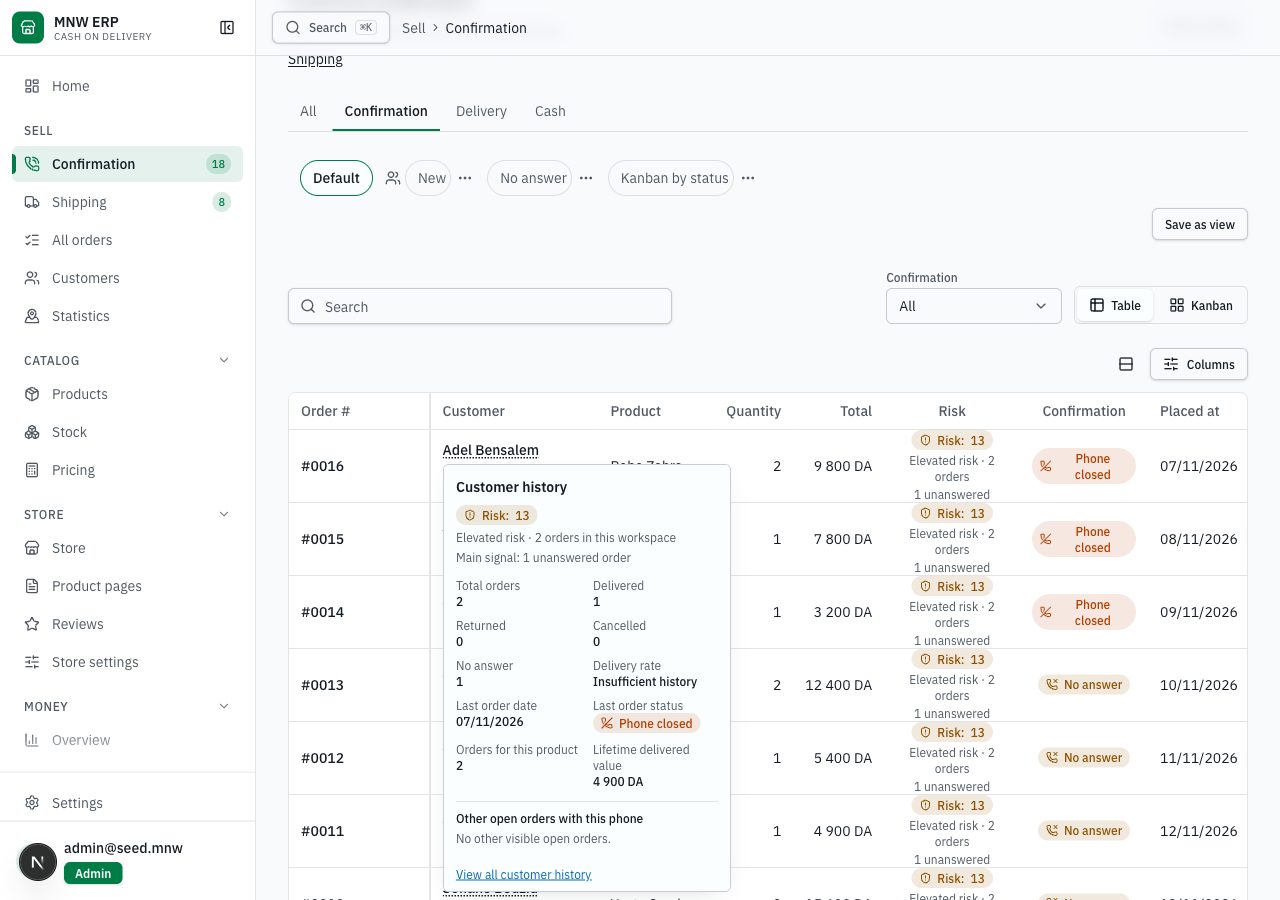 MNW ERP
CASH ON DELIVERY
Search ⌘K
Sell › Confirmation
Home
SELL
Confirmation 18
Shipping 8
All orders
Customers
Statistics
CATALOG
Products
Stock
Pricing
STORE
Store
Product pages
Reviews
Store settings
MONEY
Overview
Settings
admin@seed.mnw
N
Admin
Shipping
All Confirmation Delivery Cash
Default New ••• No answer ••• Kanban by status •••
Save as view
Confirmation
Search
All
Table Kanban
Columns
Order # Customer Product Quantity Total Risk Confirmation Placed at
#0016 Adel Bensalem 2 9 800 DA Risk: 13 Elevated risk · 2 orders 1 unanswered Phone closed 07/11/2026
#0015 1 7 800 DA Risk: 13 Elevated risk · 2 orders 1 unanswered Phone closed 08/11/2026
#0014 1 3 200 DA Risk: 13 Elevated risk · 2 orders 1 unanswered Phone closed 09/11/2026
#0013 2 12 400 DA Risk: 13 Elevated risk · 2 orders 1 unanswered No answer 10/11/2026
#0012 1 5 400 DA Risk: 13 Elevated risk · 2 orders 1 unanswered No answer 11/11/2026
#0011 1 4 900 DA Risk: 13 Elevated risk · 2 orders 1 unanswered No answer 12/11/2026
Risk: 13
Customer history
Risk: 13
Elevated risk · 2 orders in this workspace
Main signal: 1 unanswered order
Total orders Delivered
2 1
Returned Cancelled
0 0
No answer Delivery rate
1 Insufficient history
Last order date Last order status
07/11/2026 Phone closed
Orders for this product Lifetime delivered value
2 4 900 DA
Other open orders with this phone
No other visible open orders.
View all customer history